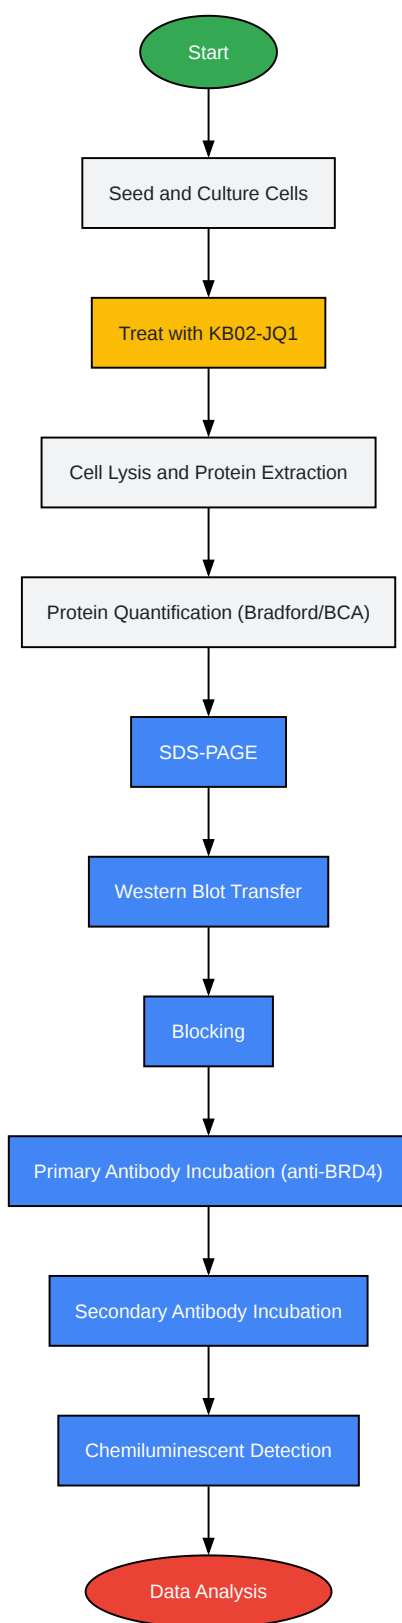 Start
Seed and Culture Cells
Treat with KB02-JQ1
Cell Lysis and Protein Extraction
Protein Quantification (Bradford/BCA)
SDS-PAGE
Western Blot Transfer
Blocking
Primary Antibody Incubation (anti-BRD4)
Secondary Antibody Incubation
Chemiluminescent Detection
Data Analysis